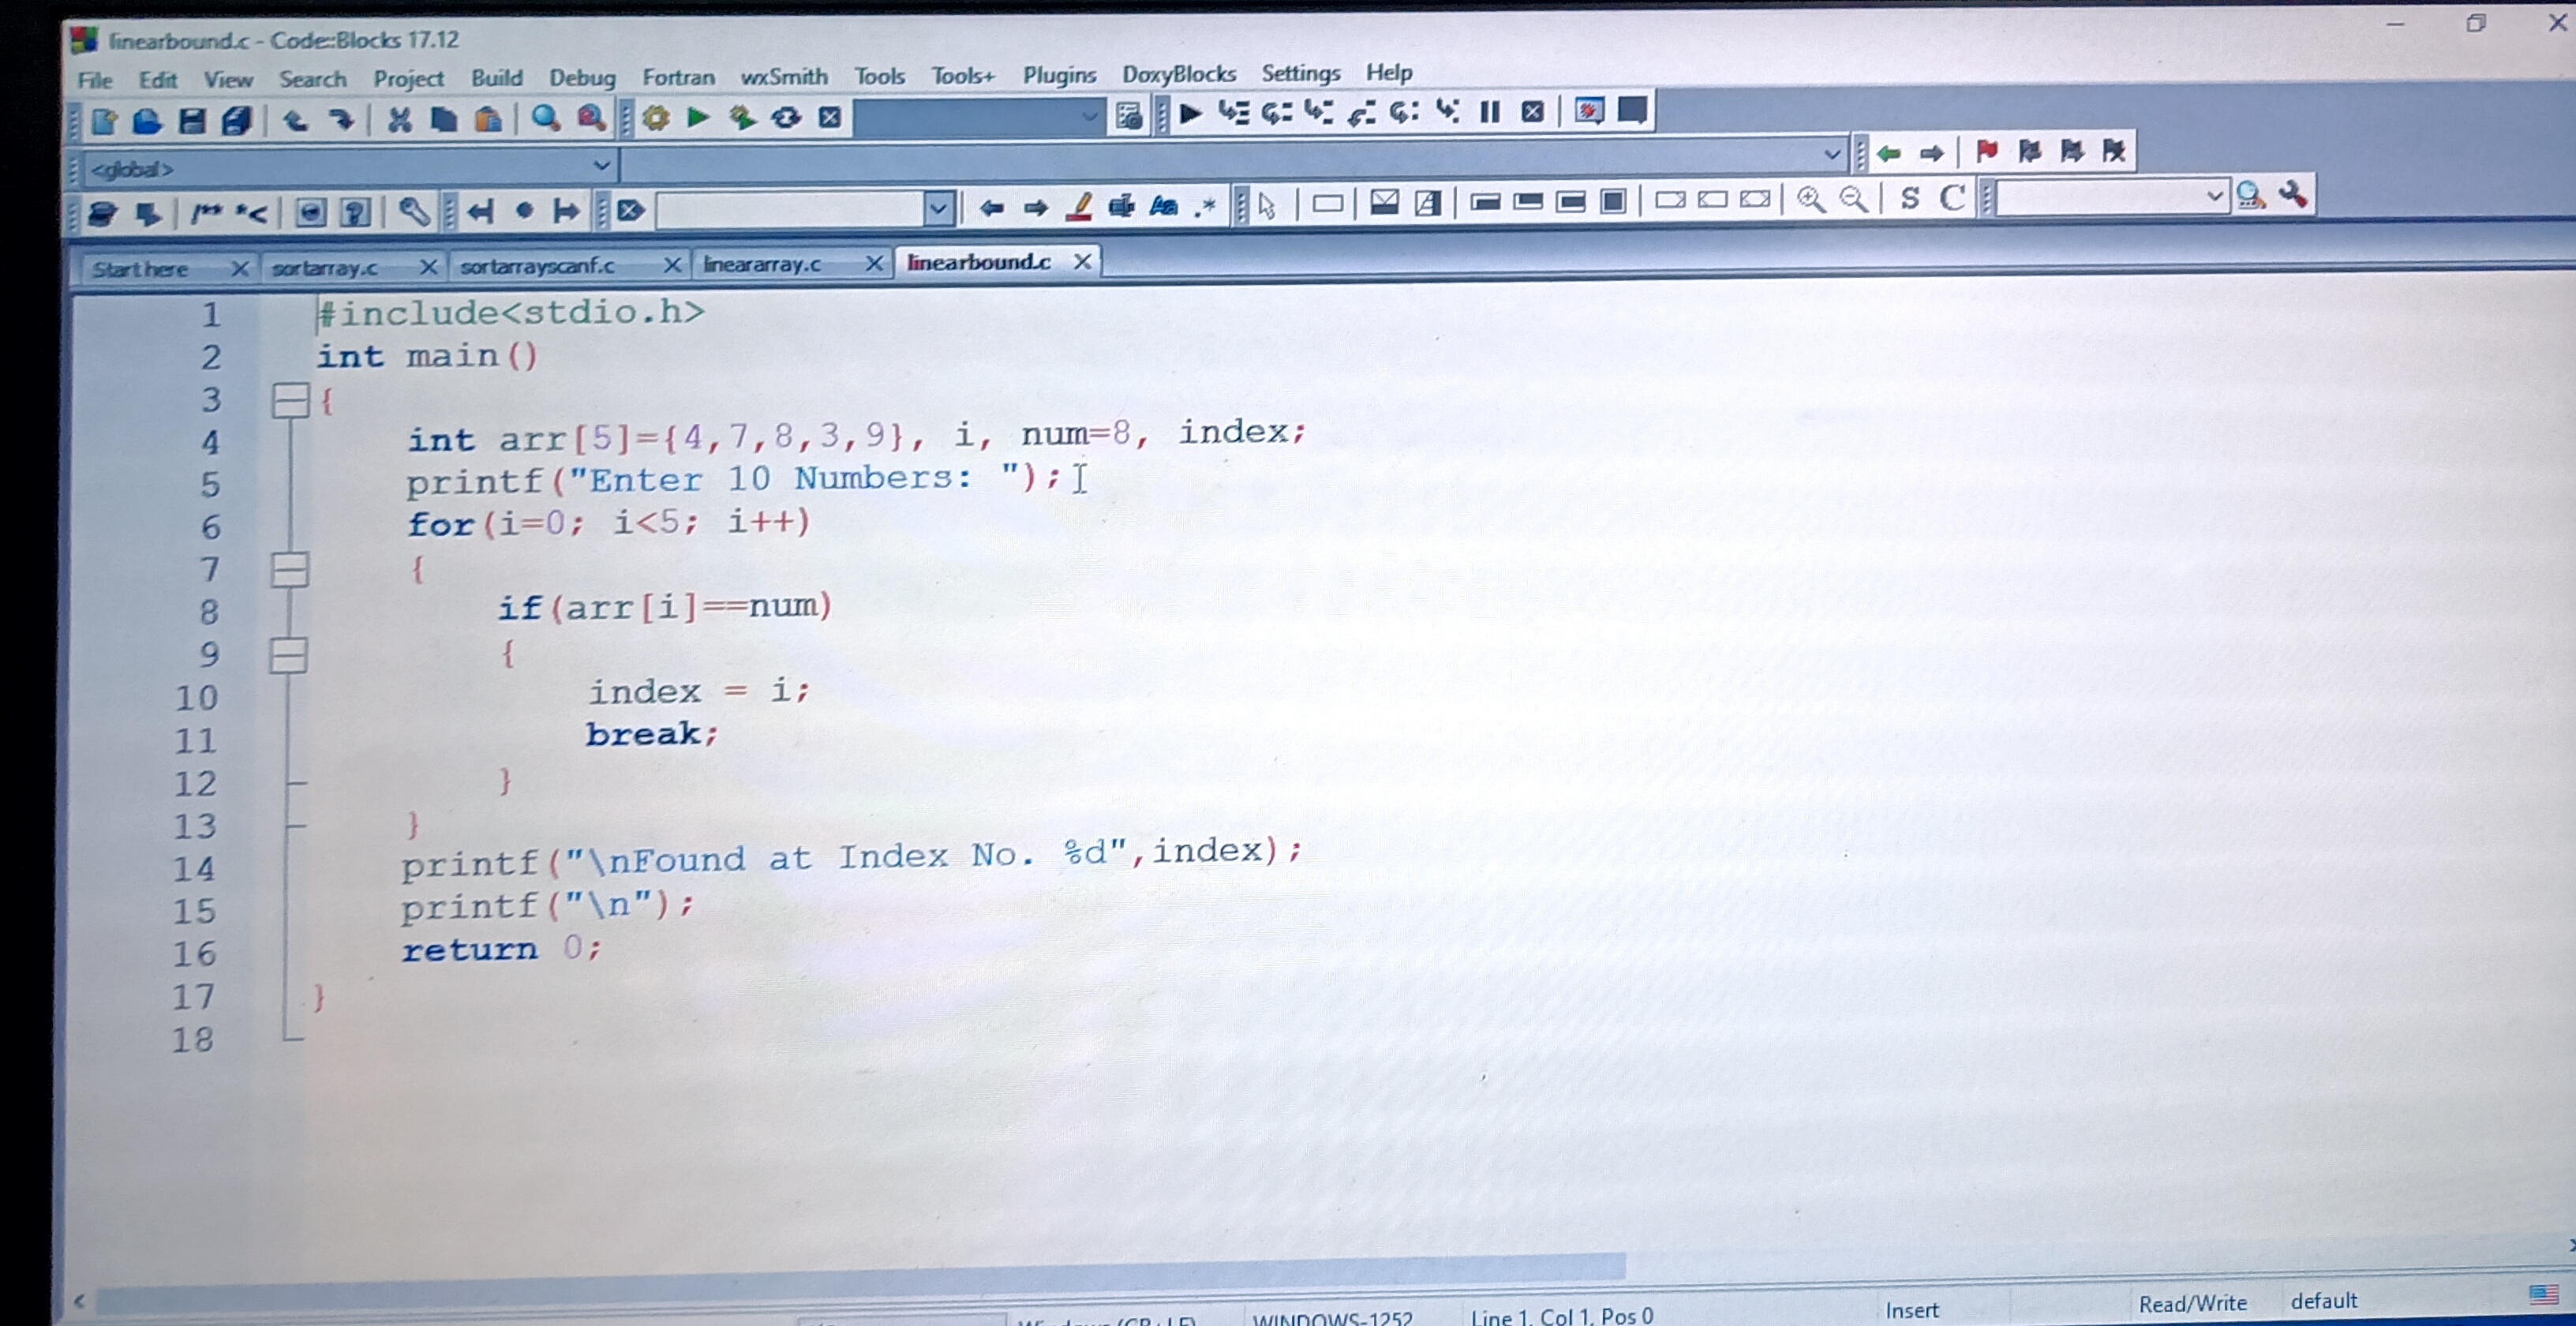 linearbound.c - Code::Blocks 17.12
File Edit View Search Project Build Debug Fortran wxSmith Tools Tools+ Plugins DoxyBlocks Settings Help
<global>
/** *< .* S C
Start here sortarray.c sortarrayscanf.c lineararray.c linearbound.c
1 #include<stdio.h>
2 int main()
3 {
4 int arr[5]={4,7,8,3,9}, i, num=8, index;
5 printf("Enter 10 Numbers: ");
6 for(i=0; i<5; i++)
7 {
8 if(arr[i]==num)
9 {
10 index = i;
11 break;
12 }
13 }
14 printf("\nFound at Index No. %d",index);
15 printf("\n");
16 return 0;
17 }
18
WINDOWS-1252 Line 1, Col 1, Pos 0 Insert Read/Write default